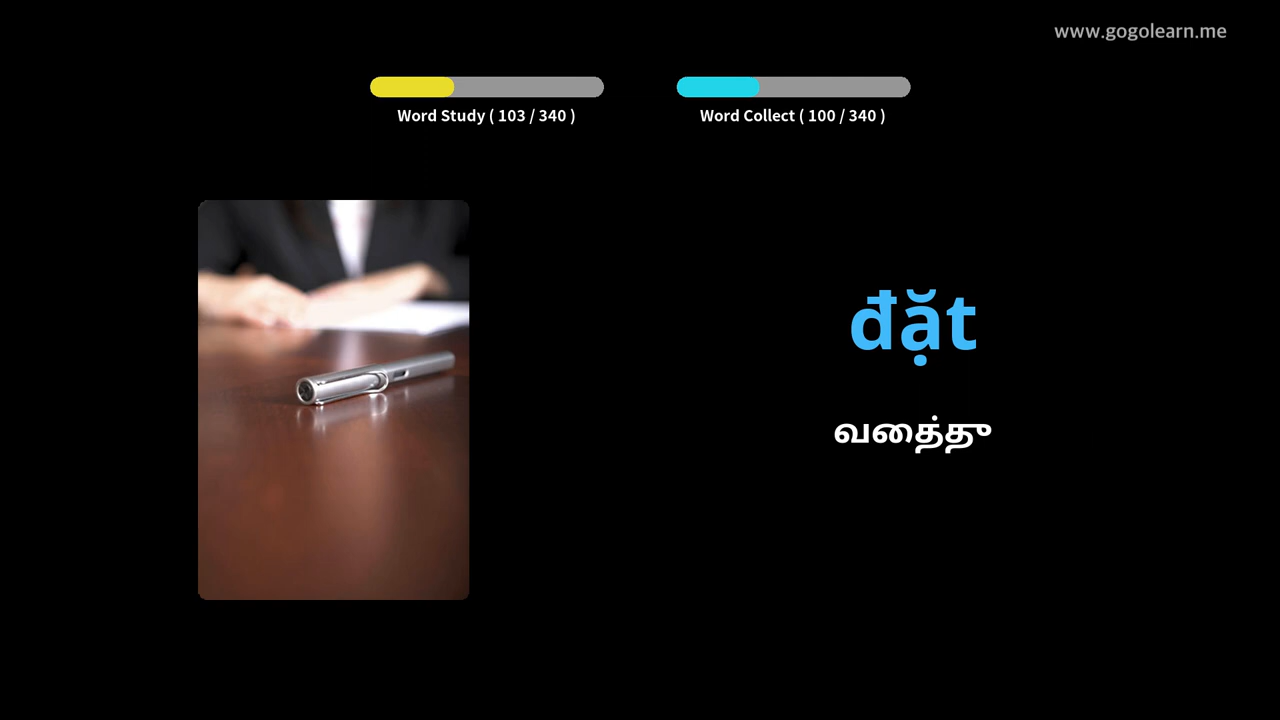 www.gogolearn.me
Word Study ( 103 / 340 )
Word Collect ( 100 / 340 )
đặt
வைத்து